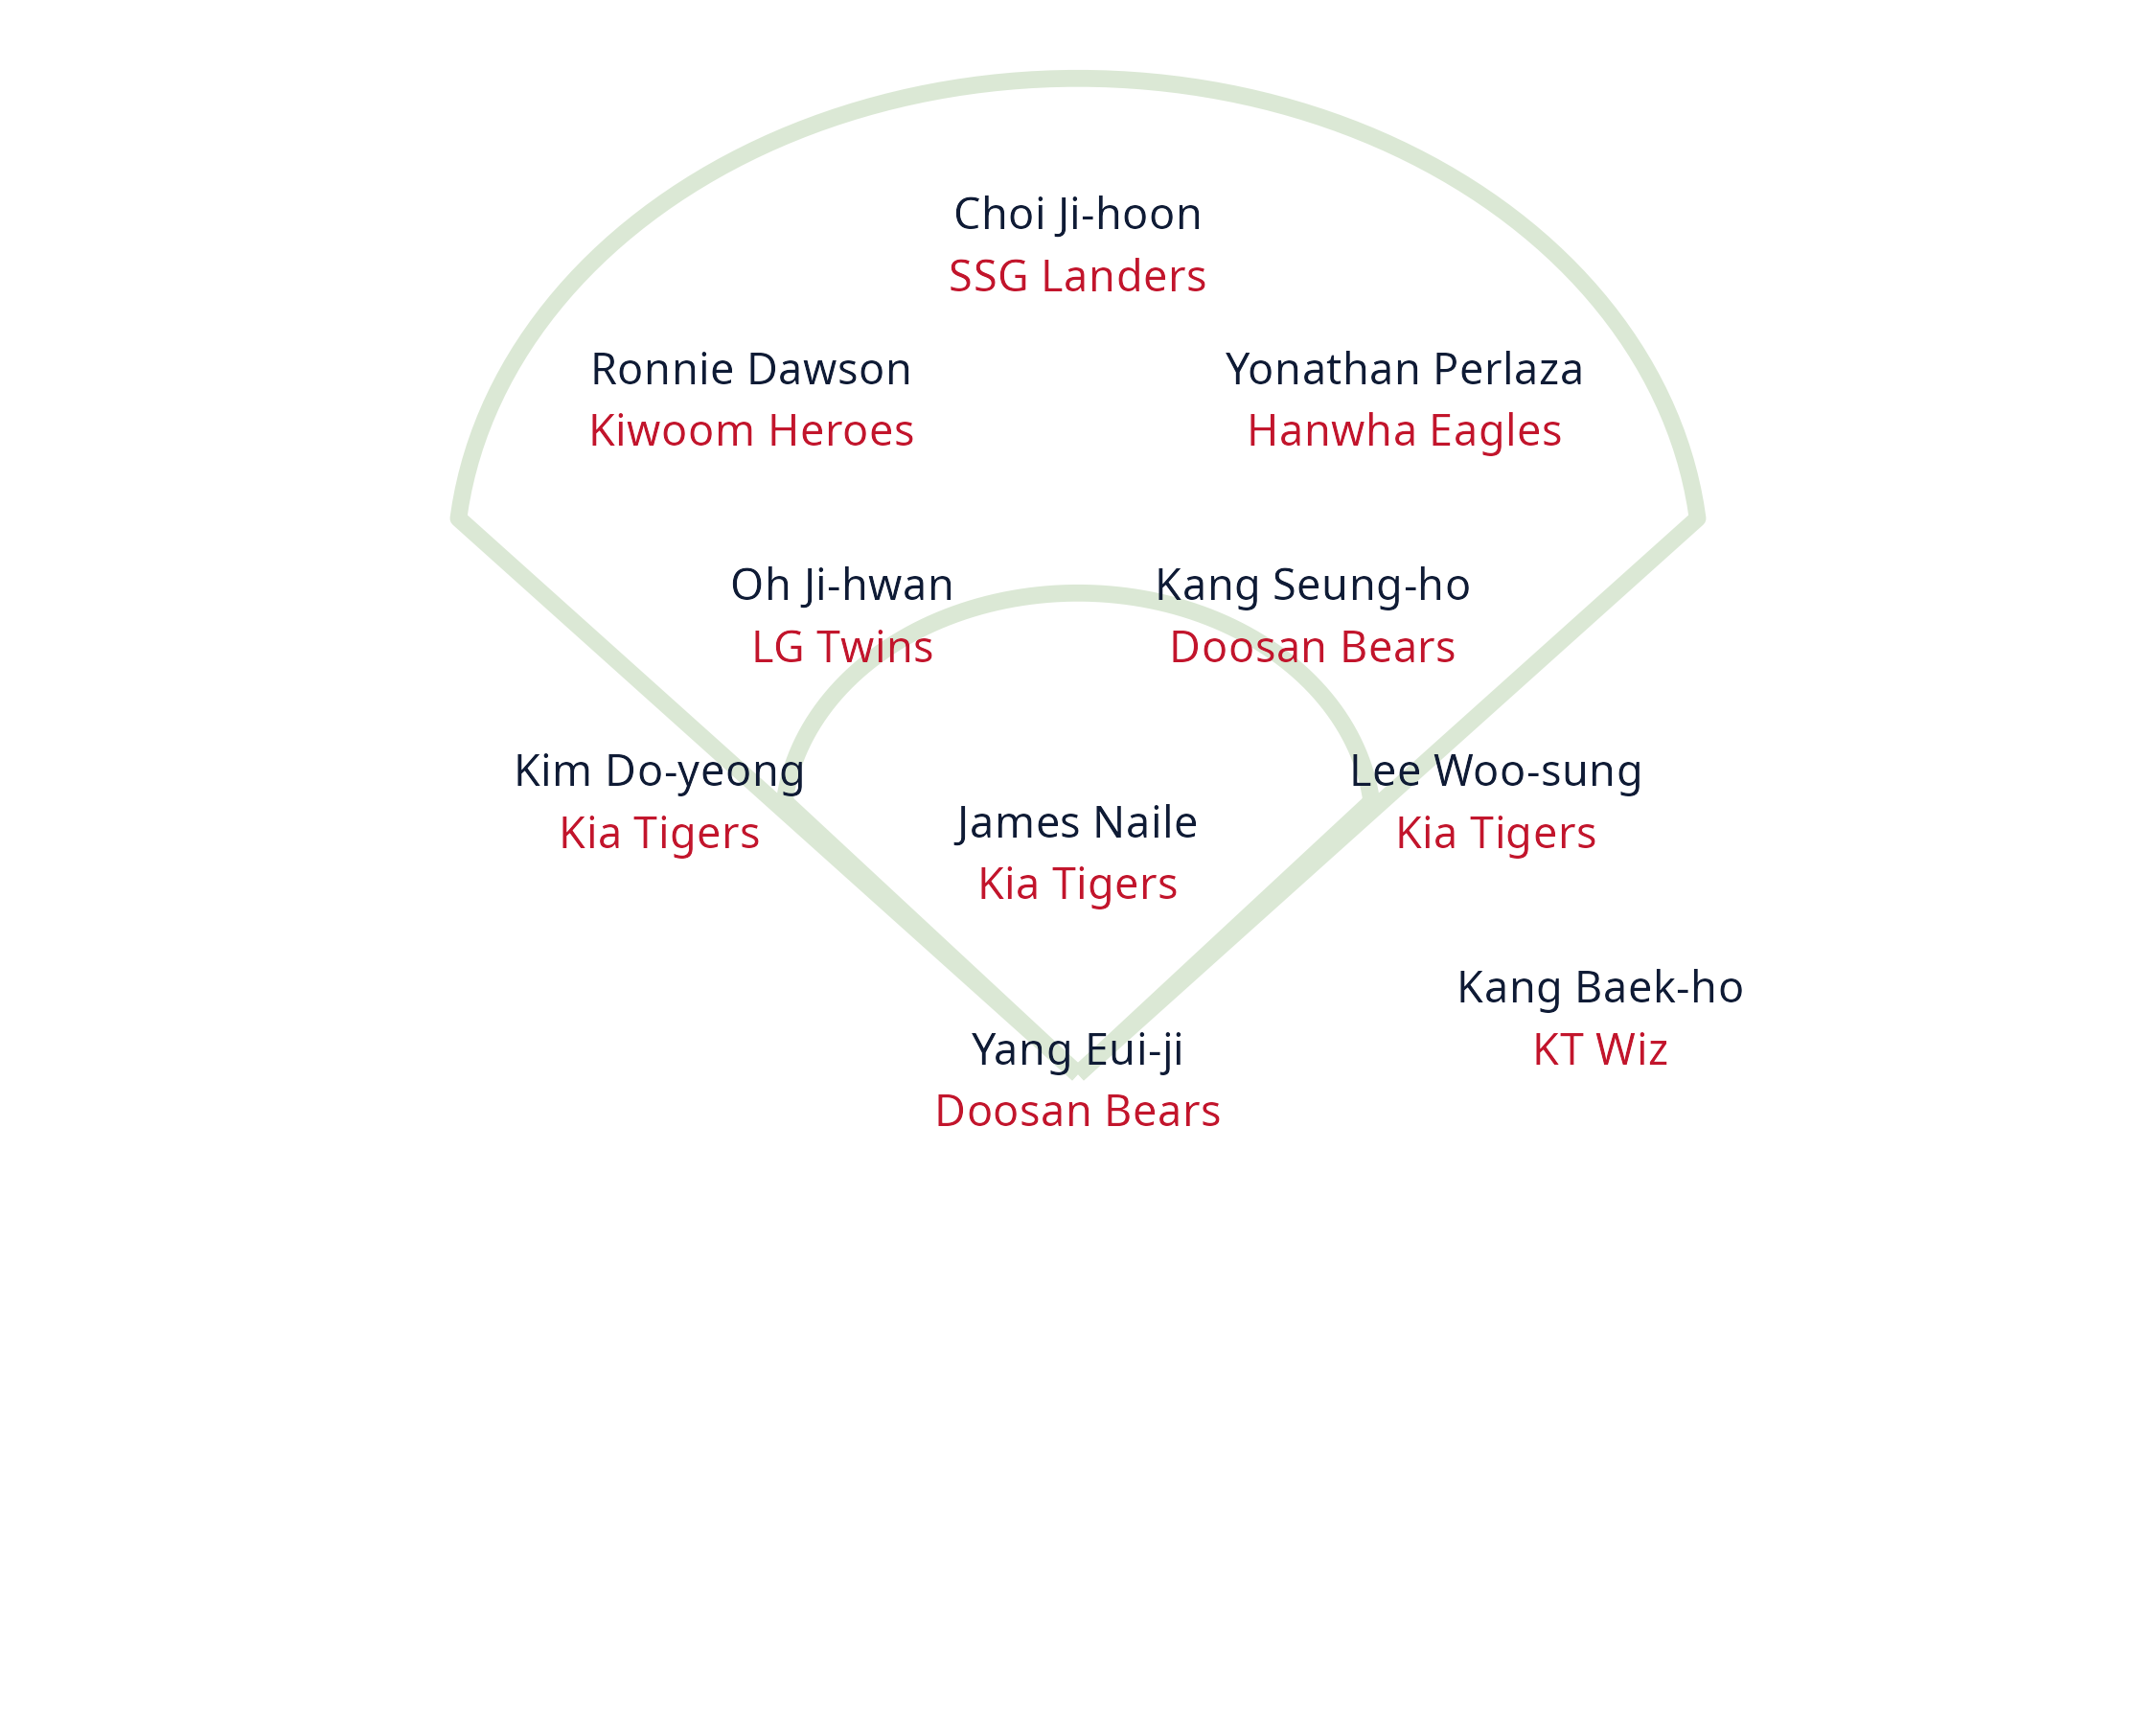 Choi Ji-hoon
SSG Landers
Ronnie Dawson
Kiwoom Heroes
Yonathan Perlaza
Hanwha Eagles
Oh Ji-hwan
LG Twins
Kang Seung-ho
Doosan Bears
Kim Do-yeong
Kia Tigers
James Naile
Kia Tigers
Lee Woo-sung
Kia Tigers
Yang Eui-ji
Doosan Bears
Kang Baek-ho
KT Wiz